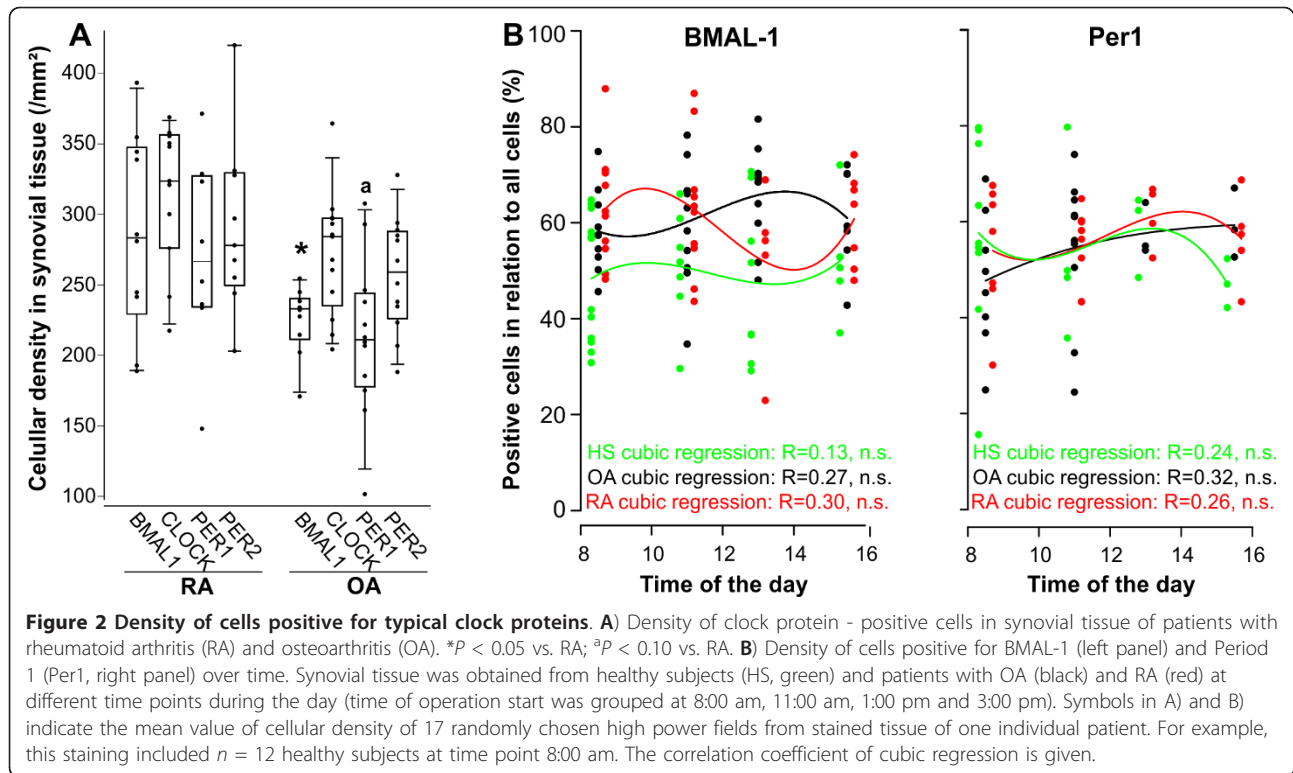 A
Celullar density in synovial tissue (/mm²)
400
350
300
250
200
150
100
*
a
BMAL1
CLOCK
PER1
PER2
BMAL1
CLOCK
PER1
PER2
RA
OA
B
BMAL-1
Per1
Positive cells in relation to all cells (%)
100
80
60
40
20
0
HS cubic regression: R=0.13, n.s.
OA cubic regression: R=0.27, n.s.
RA cubic regression: R=0.30, n.s.
8
10
12
14
16
Time of the day
HS cubic regression: R=0.24, n.s.
OA cubic regression: R=0.32, n.s.
RA cubic regression: R=0.26, n.s.
8
10
12
14
16
Time of the day
Figure 2 Density of cells positive for typical clock proteins. A) Density of clock protein - positive cells in synovial tissue of patients with
rheumatoid arthritis (RA) and osteoarthritis (OA). *P < 0.05 vs. RA; ᵃP < 0.10 vs. RA. B) Density of cells positive for BMAL-1 (left panel) and Period
1 (Per1, right panel) over time. Synovial tissue was obtained from healthy subjects (HS, green) and patients with OA (black) and RA (red) at
different time points during the day (time of operation start was grouped at 8:00 am, 11:00 am, 1:00 pm and 3:00 pm). Symbols in A) and B)
indicate the mean value of cellular density of 17 randomly chosen high power fields from stained tissue of one individual patient. For example,
this staining included n = 12 healthy subjects at time point 8:00 am. The correlation coefficient of cubic regression is given.